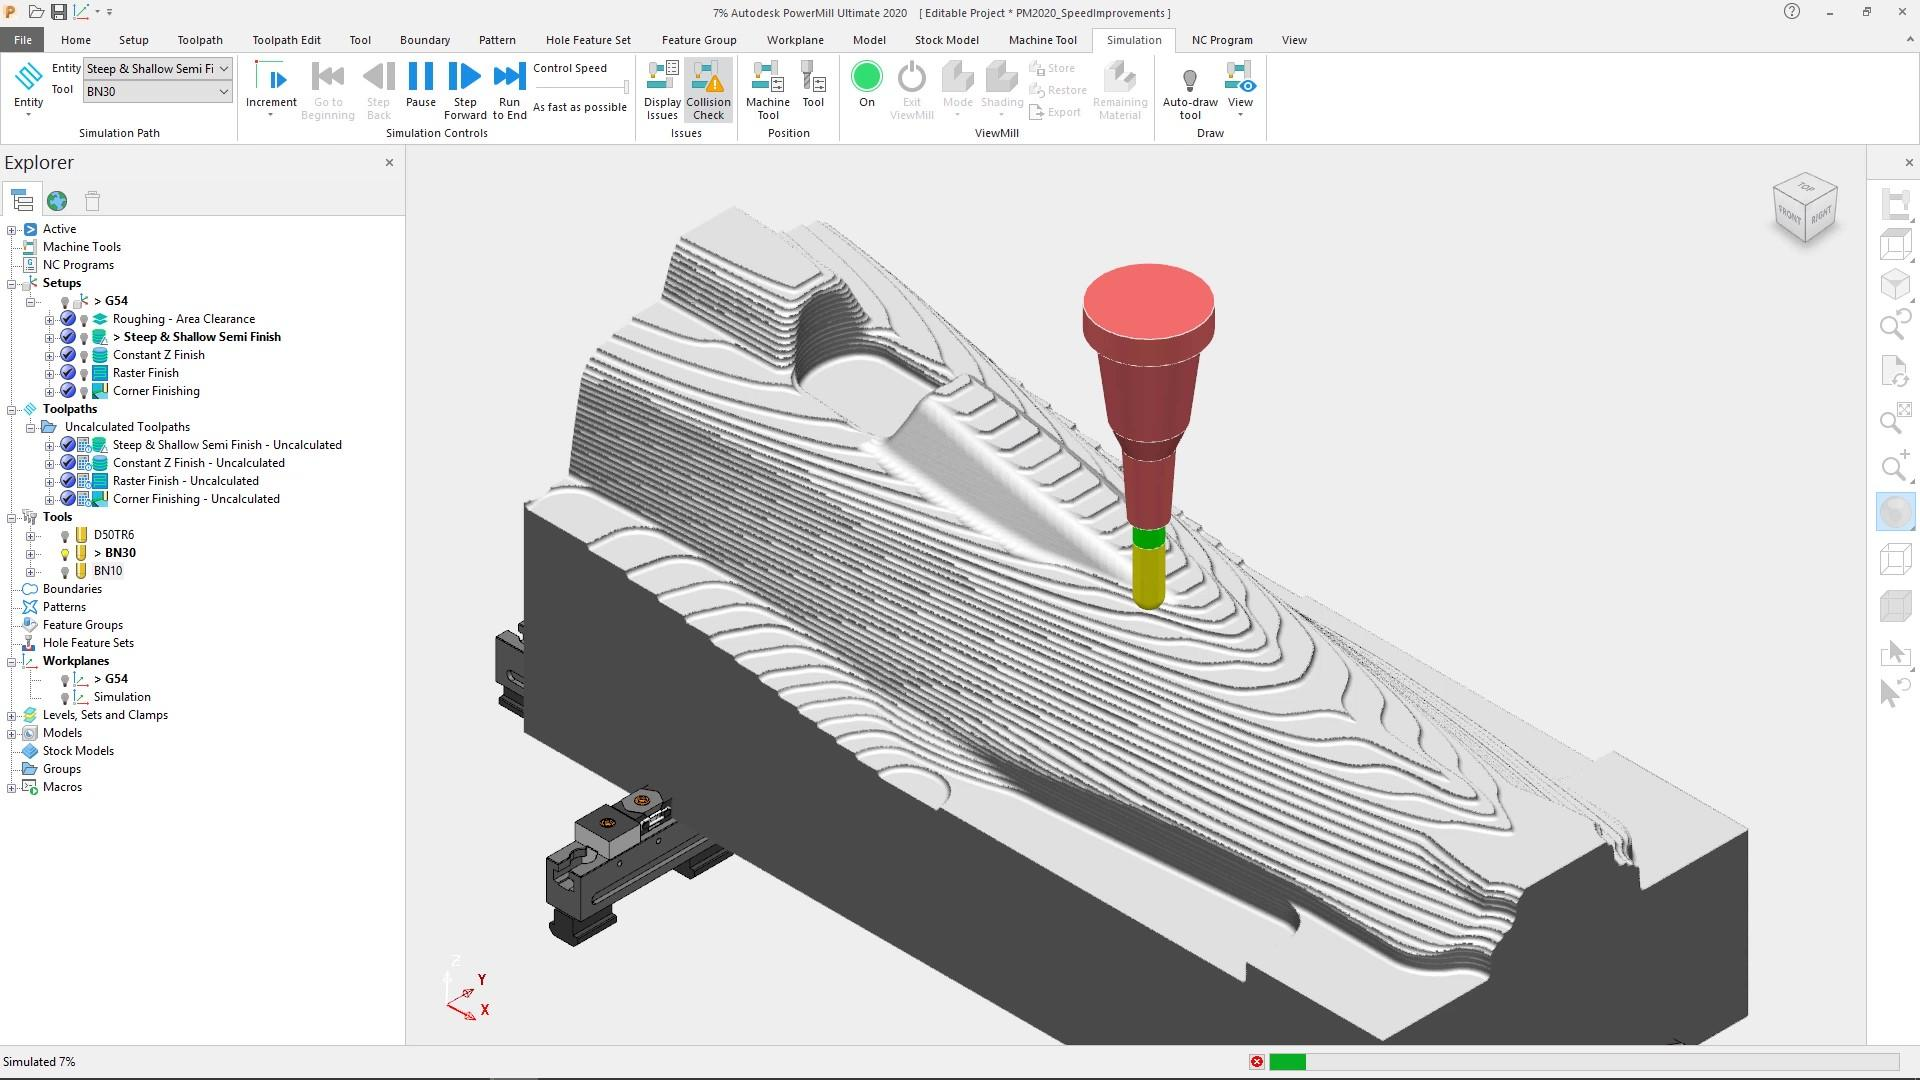 7% Autodesk PowerMill Ultimate 2020 [ Editable Project * PM2020_SpeedImprovements ]
File Home Setup Toolpath Toolpath Edit Tool Boundary Pattern Hole Feature Set Feature Group Workplane Model Stock Model Machine Tool Simulation NC Program View
Entity
Entity Steep & Shallow Semi Fi
Tool BN30
Simulation Path
Increment
Go to Beginning
Step Back
Pause
Step Forward
Run to End
Control Speed
As fast as possible
Simulation Controls
Display Issues
Collision Check
Issues
Machine Tool
Tool
Position
On
Exit ViewMill
Mode
Shading
Store
Restore
Export
Remaining Material
ViewMill
Auto-draw tool
View
Draw
Explorer
Active
Machine Tools
NC Programs
Setups
> G54
Roughing - Area Clearance
> Steep & Shallow Semi Finish
Constant Z Finish
Raster Finish
Corner Finishing
Toolpaths
Uncalculated Toolpaths
Steep & Shallow Semi Finish - Uncalculated
Constant Z Finish - Uncalculated
Raster Finish - Uncalculated
Corner Finishing - Uncalculated
Tools
D50TR6
> BN30
BN10
Boundaries
Patterns
Feature Groups
Hole Feature Sets
Workplanes
> G54
Simulation
Levels, Sets and Clamps
Models
Stock Models
Groups
Macros
TOP
FRONT
RIGHT
Z
Y
X
Simulated 7%